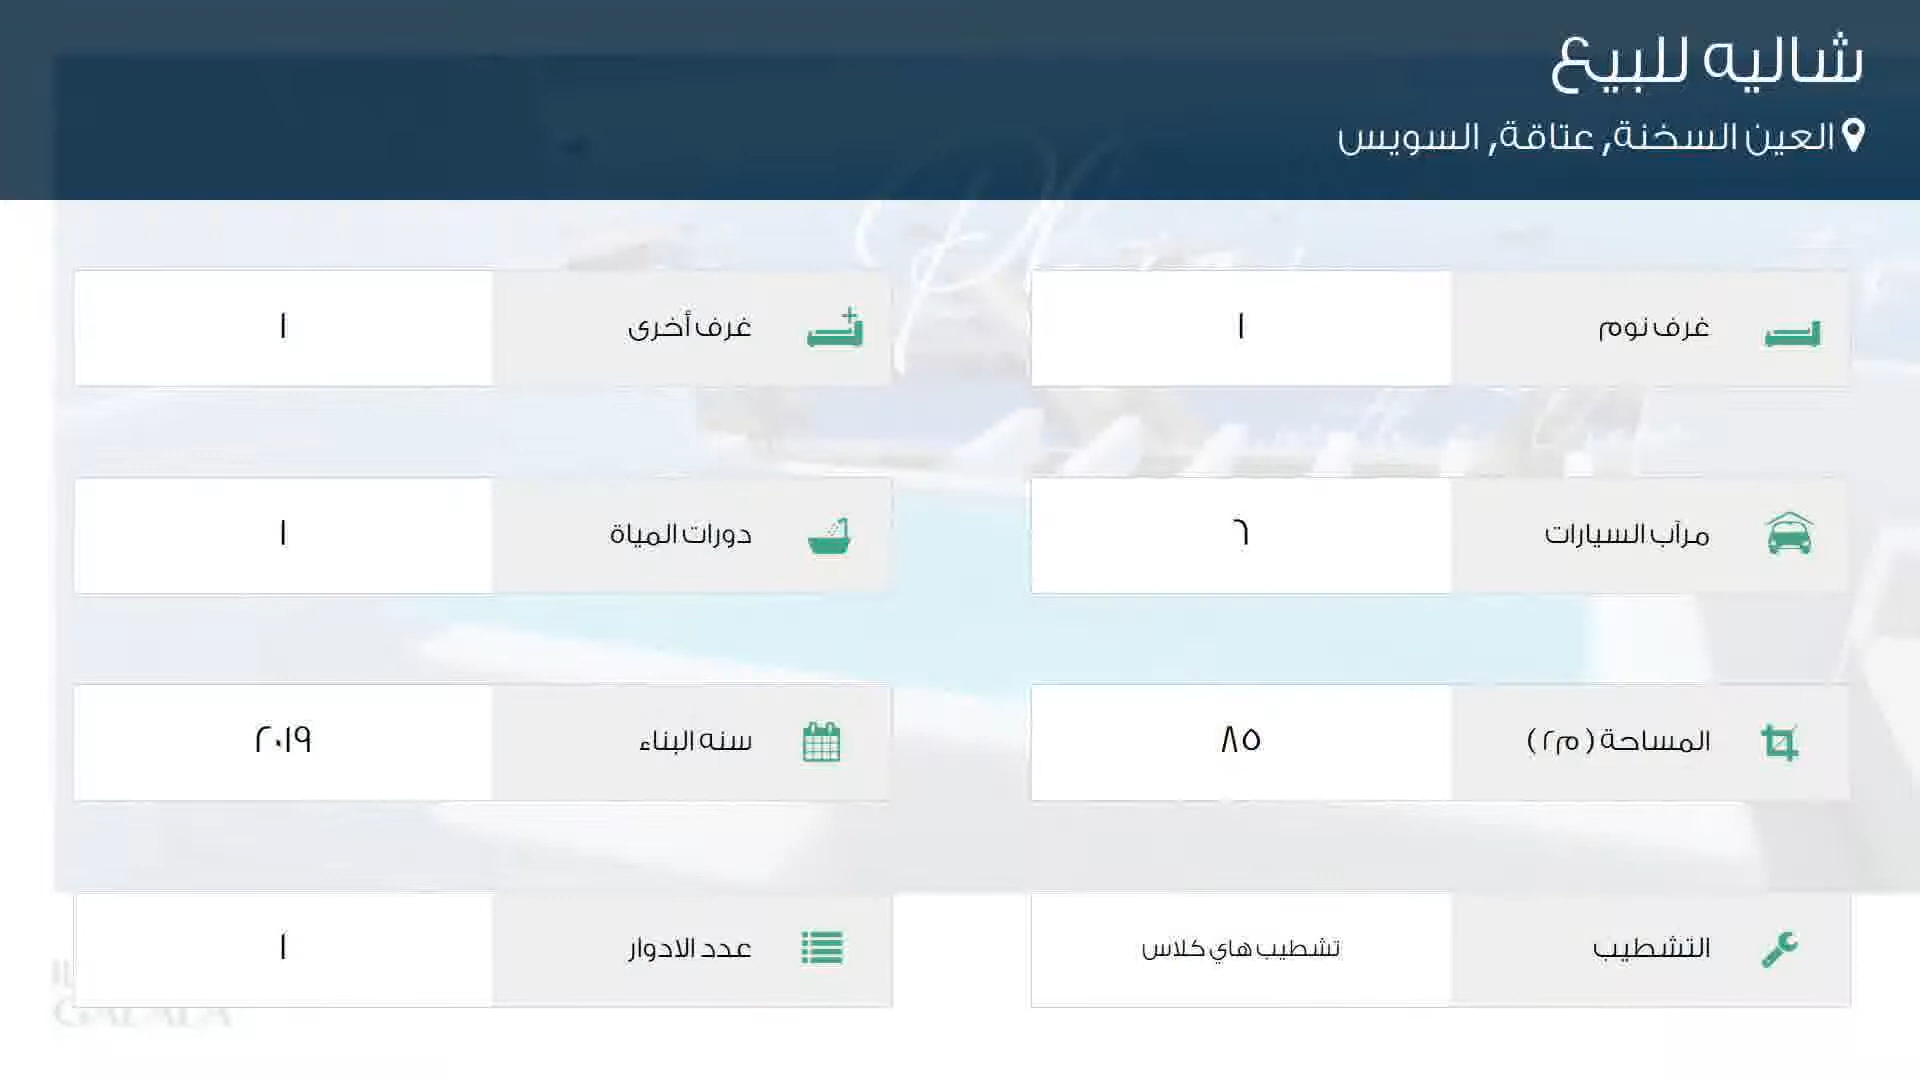 شاليه للبيع
العين السخنة, عتاقة, السويس
غرف نوم ١
غرف أخرى ١
مرآب السيارات ٦
دورات المياة ١
المساحة (م٢) ٨٥
سنه البناء ٢٠١٩
التشطيب تشطيب هاي كلاس
عدد الادوار ١
GALALA